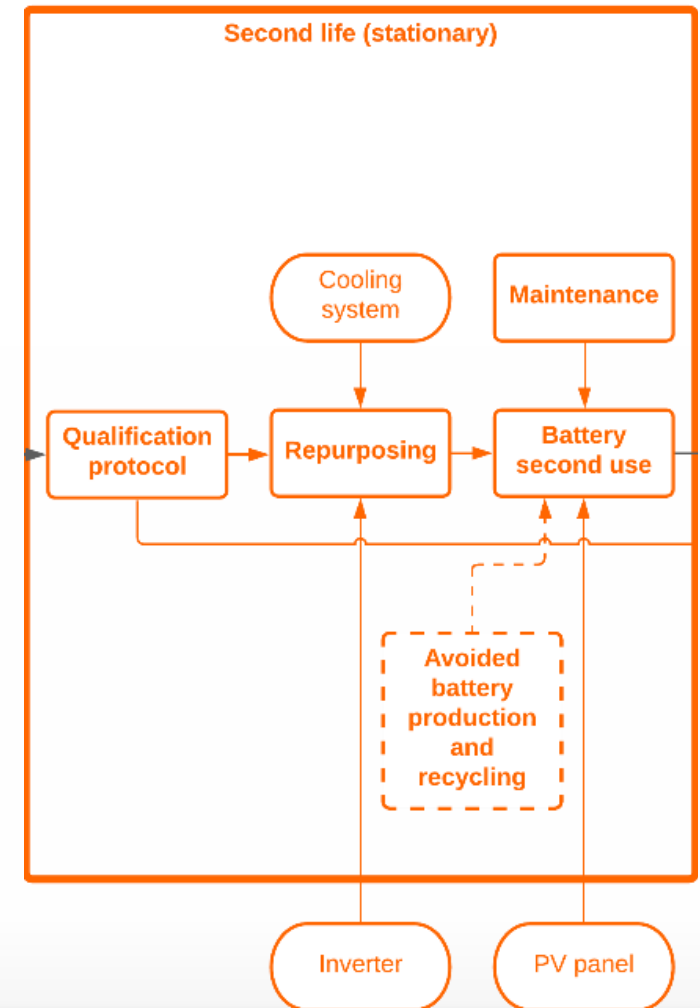 Second life (stationary)
Cooling
system
Maintenance
Qualification
protocol
Repurposing
Battery
second use
Avoided
battery
production
and
recycling
Inverter
PV panel